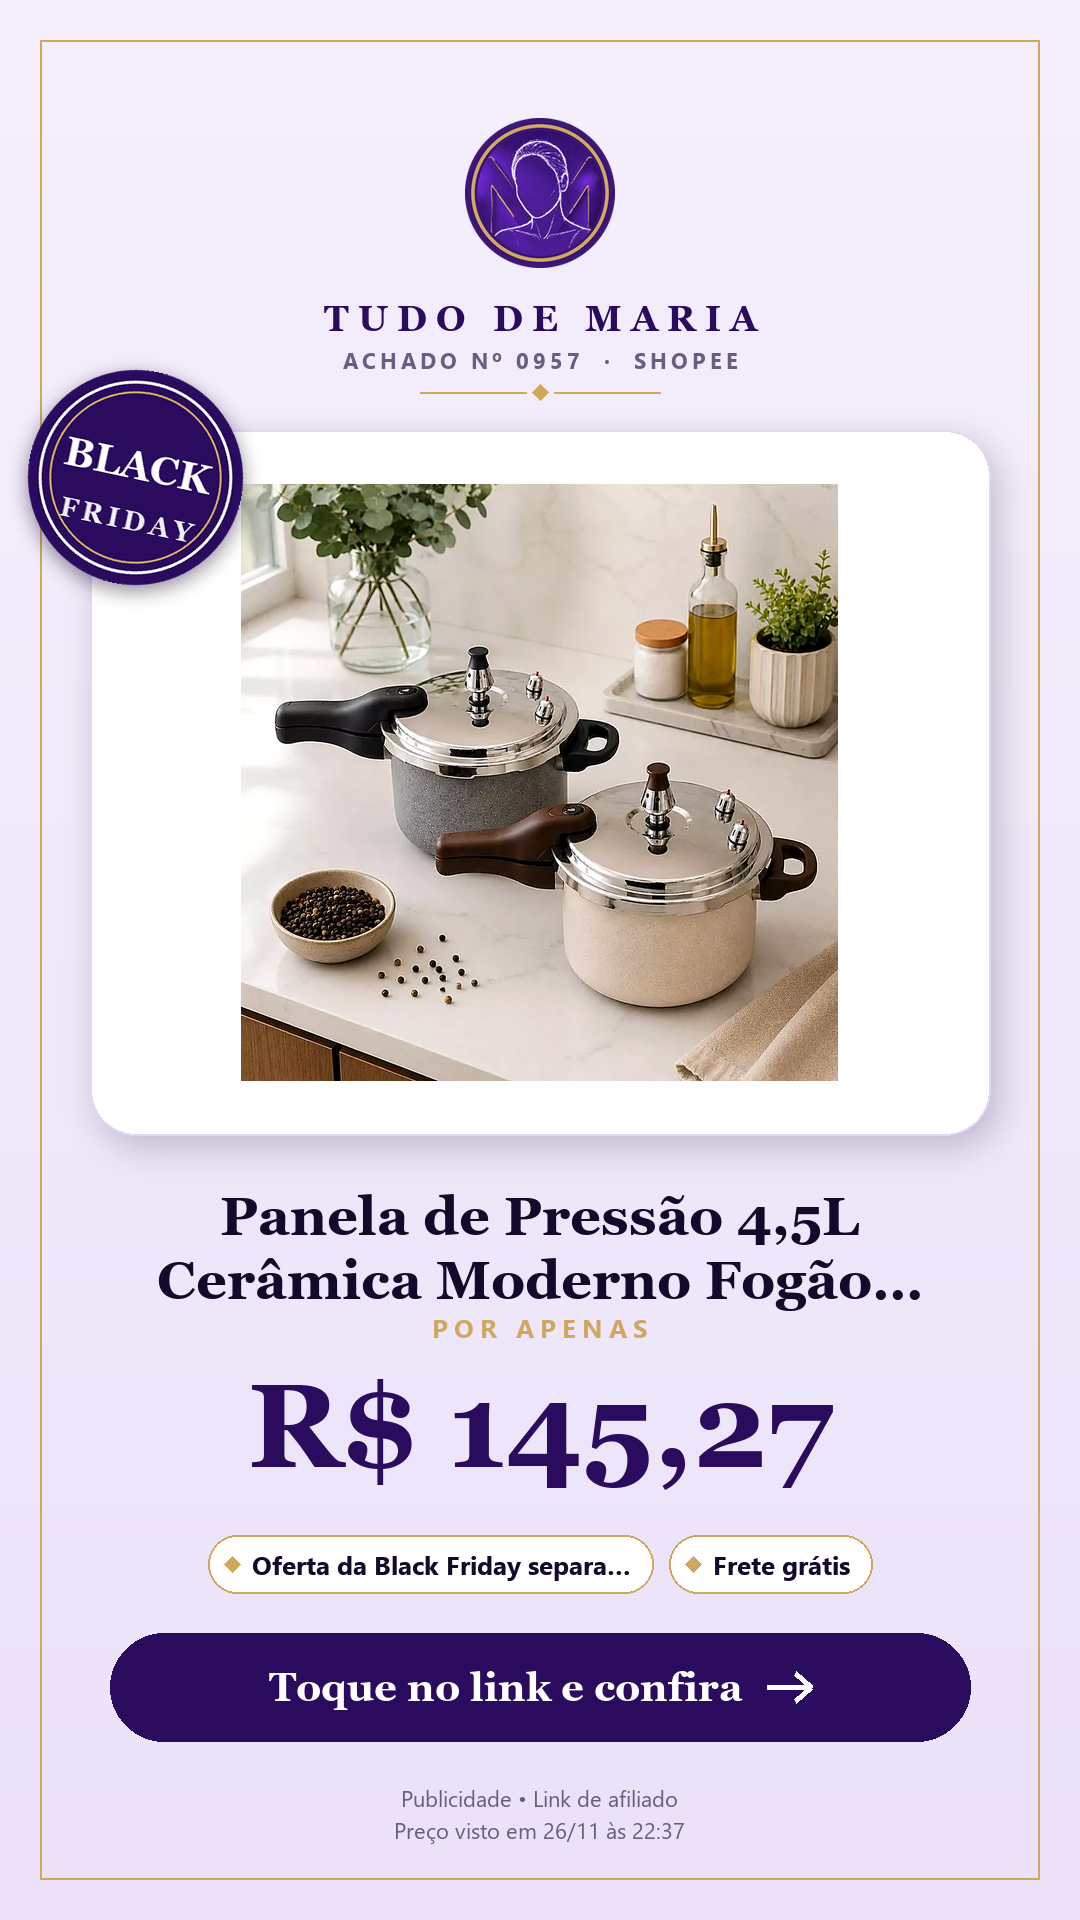 TUDO DE MARIA
ACHADO Nº 0957 · SHOPEE
BLACK
FRIDAY
Panela de Pressão 4,5L
Cerâmica Moderno Fogão...
POR APENAS
R$ 145,27
Oferta da Black Friday separa...
Frete grátis
Toque no link e confira →
Publicidade • Link de afiliado
Preço visto em 26/11 às 22:37